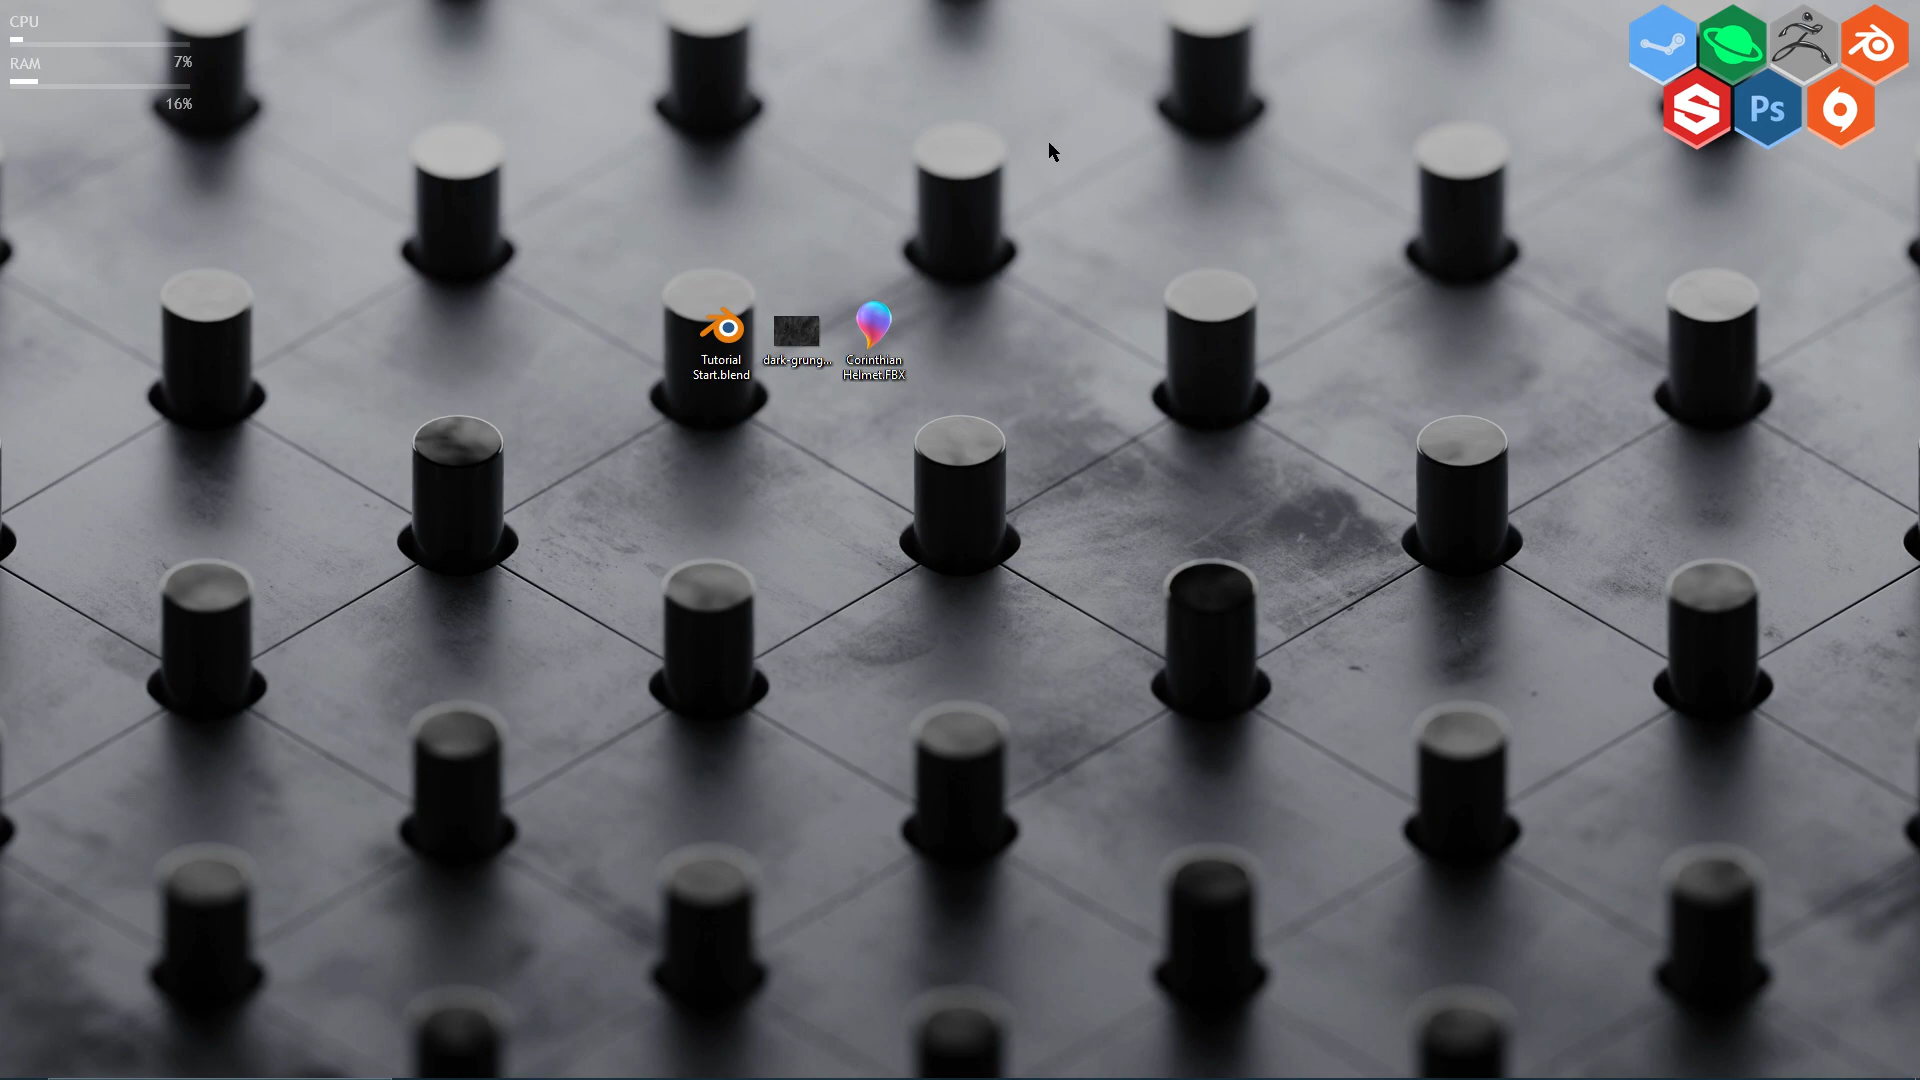 CPU
7%
RAM
16%
Ps
Tutorial
Start.blend
dark-grung...
Corinthian
Helmet.FBX